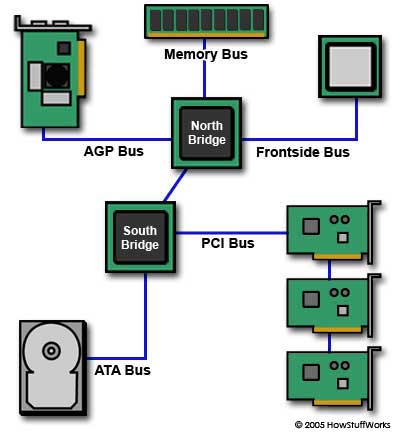 Memory Bus
North
Bridge
AGP Bus
Frontside Bus
South
Bridge
PCI Bus
ATA Bus
© 2005 HowStuffWorks